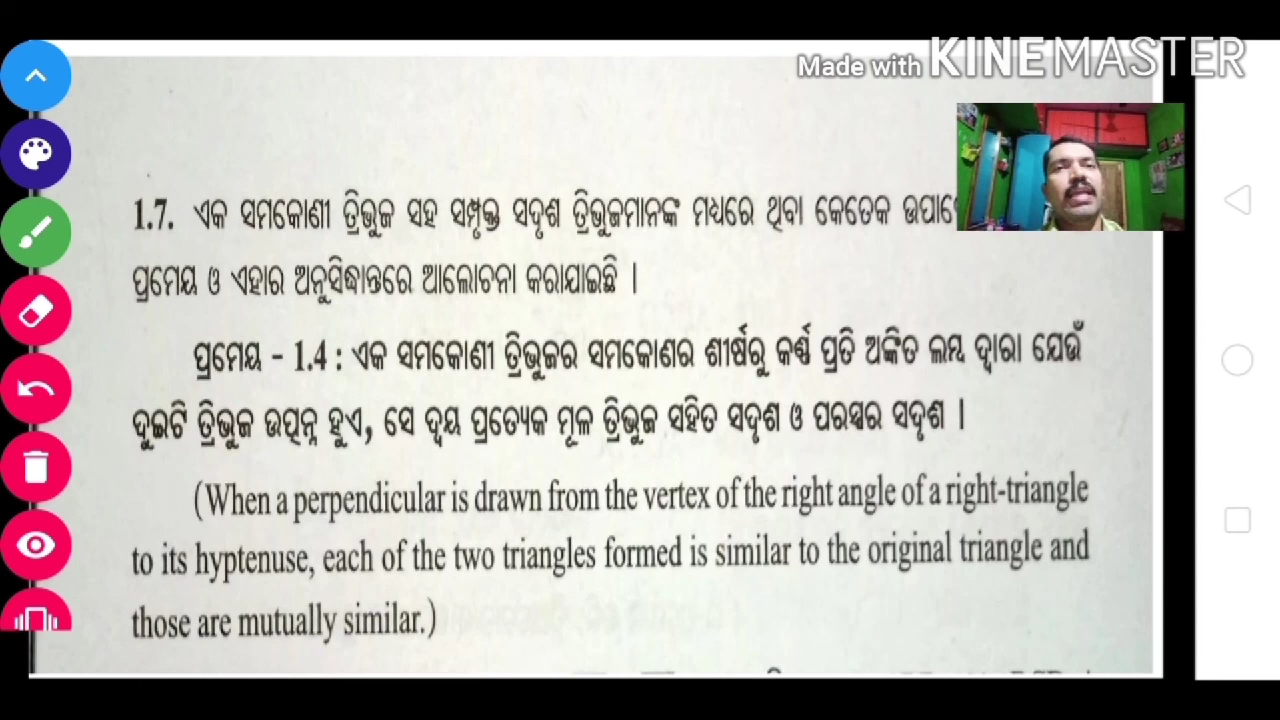 Made with KINEMASTER
1.7. ଏକ ସମକୋଣୀ ତ୍ରିଭୁଜ ସହ ସମ୍ପୃକ୍ତ ସଦୃଶ ତ୍ରିଭୁଜମାନଙ୍କ ମଧ୍ୟରେ ଥିବା କେତେକ
ପ୍ରମେୟ ଓ ଏହାର ଅନୁସିଦ୍ଧାନ୍ତରେ ଆଲୋଚନା କରାଯାଇଛି ।
ପ୍ରମେୟ - 1.4 : ଏକ ସମକୋଣୀ ତ୍ରିଭୁଜର ସମକୋଣର ଶୀର୍ଷରୁ କର୍ଣ୍ଣ ପ୍ରତି ଅଙ୍କିତ ଲମ୍ବ ଦ୍ୱାରା ଯେଉଁ
ଦୁଇଟି ତ୍ରିଭୁଜ ଉତ୍ପନ୍ନ ହୁଏ, ସେ ଦ୍ୱୟ ପ୍ରତ୍ୟେକ ମୂଳ ତ୍ରିଭୁଜ ସହିତ ସଦୃଶ ଓ ପରସ୍ପର ସଦୃଶ ।
(When a perpendicular is drawn from the vertex of the right angle of a right-triangle
to its hyptenuse, each of the two triangles formed is similar to the original triangle and
those are mutually similar.)